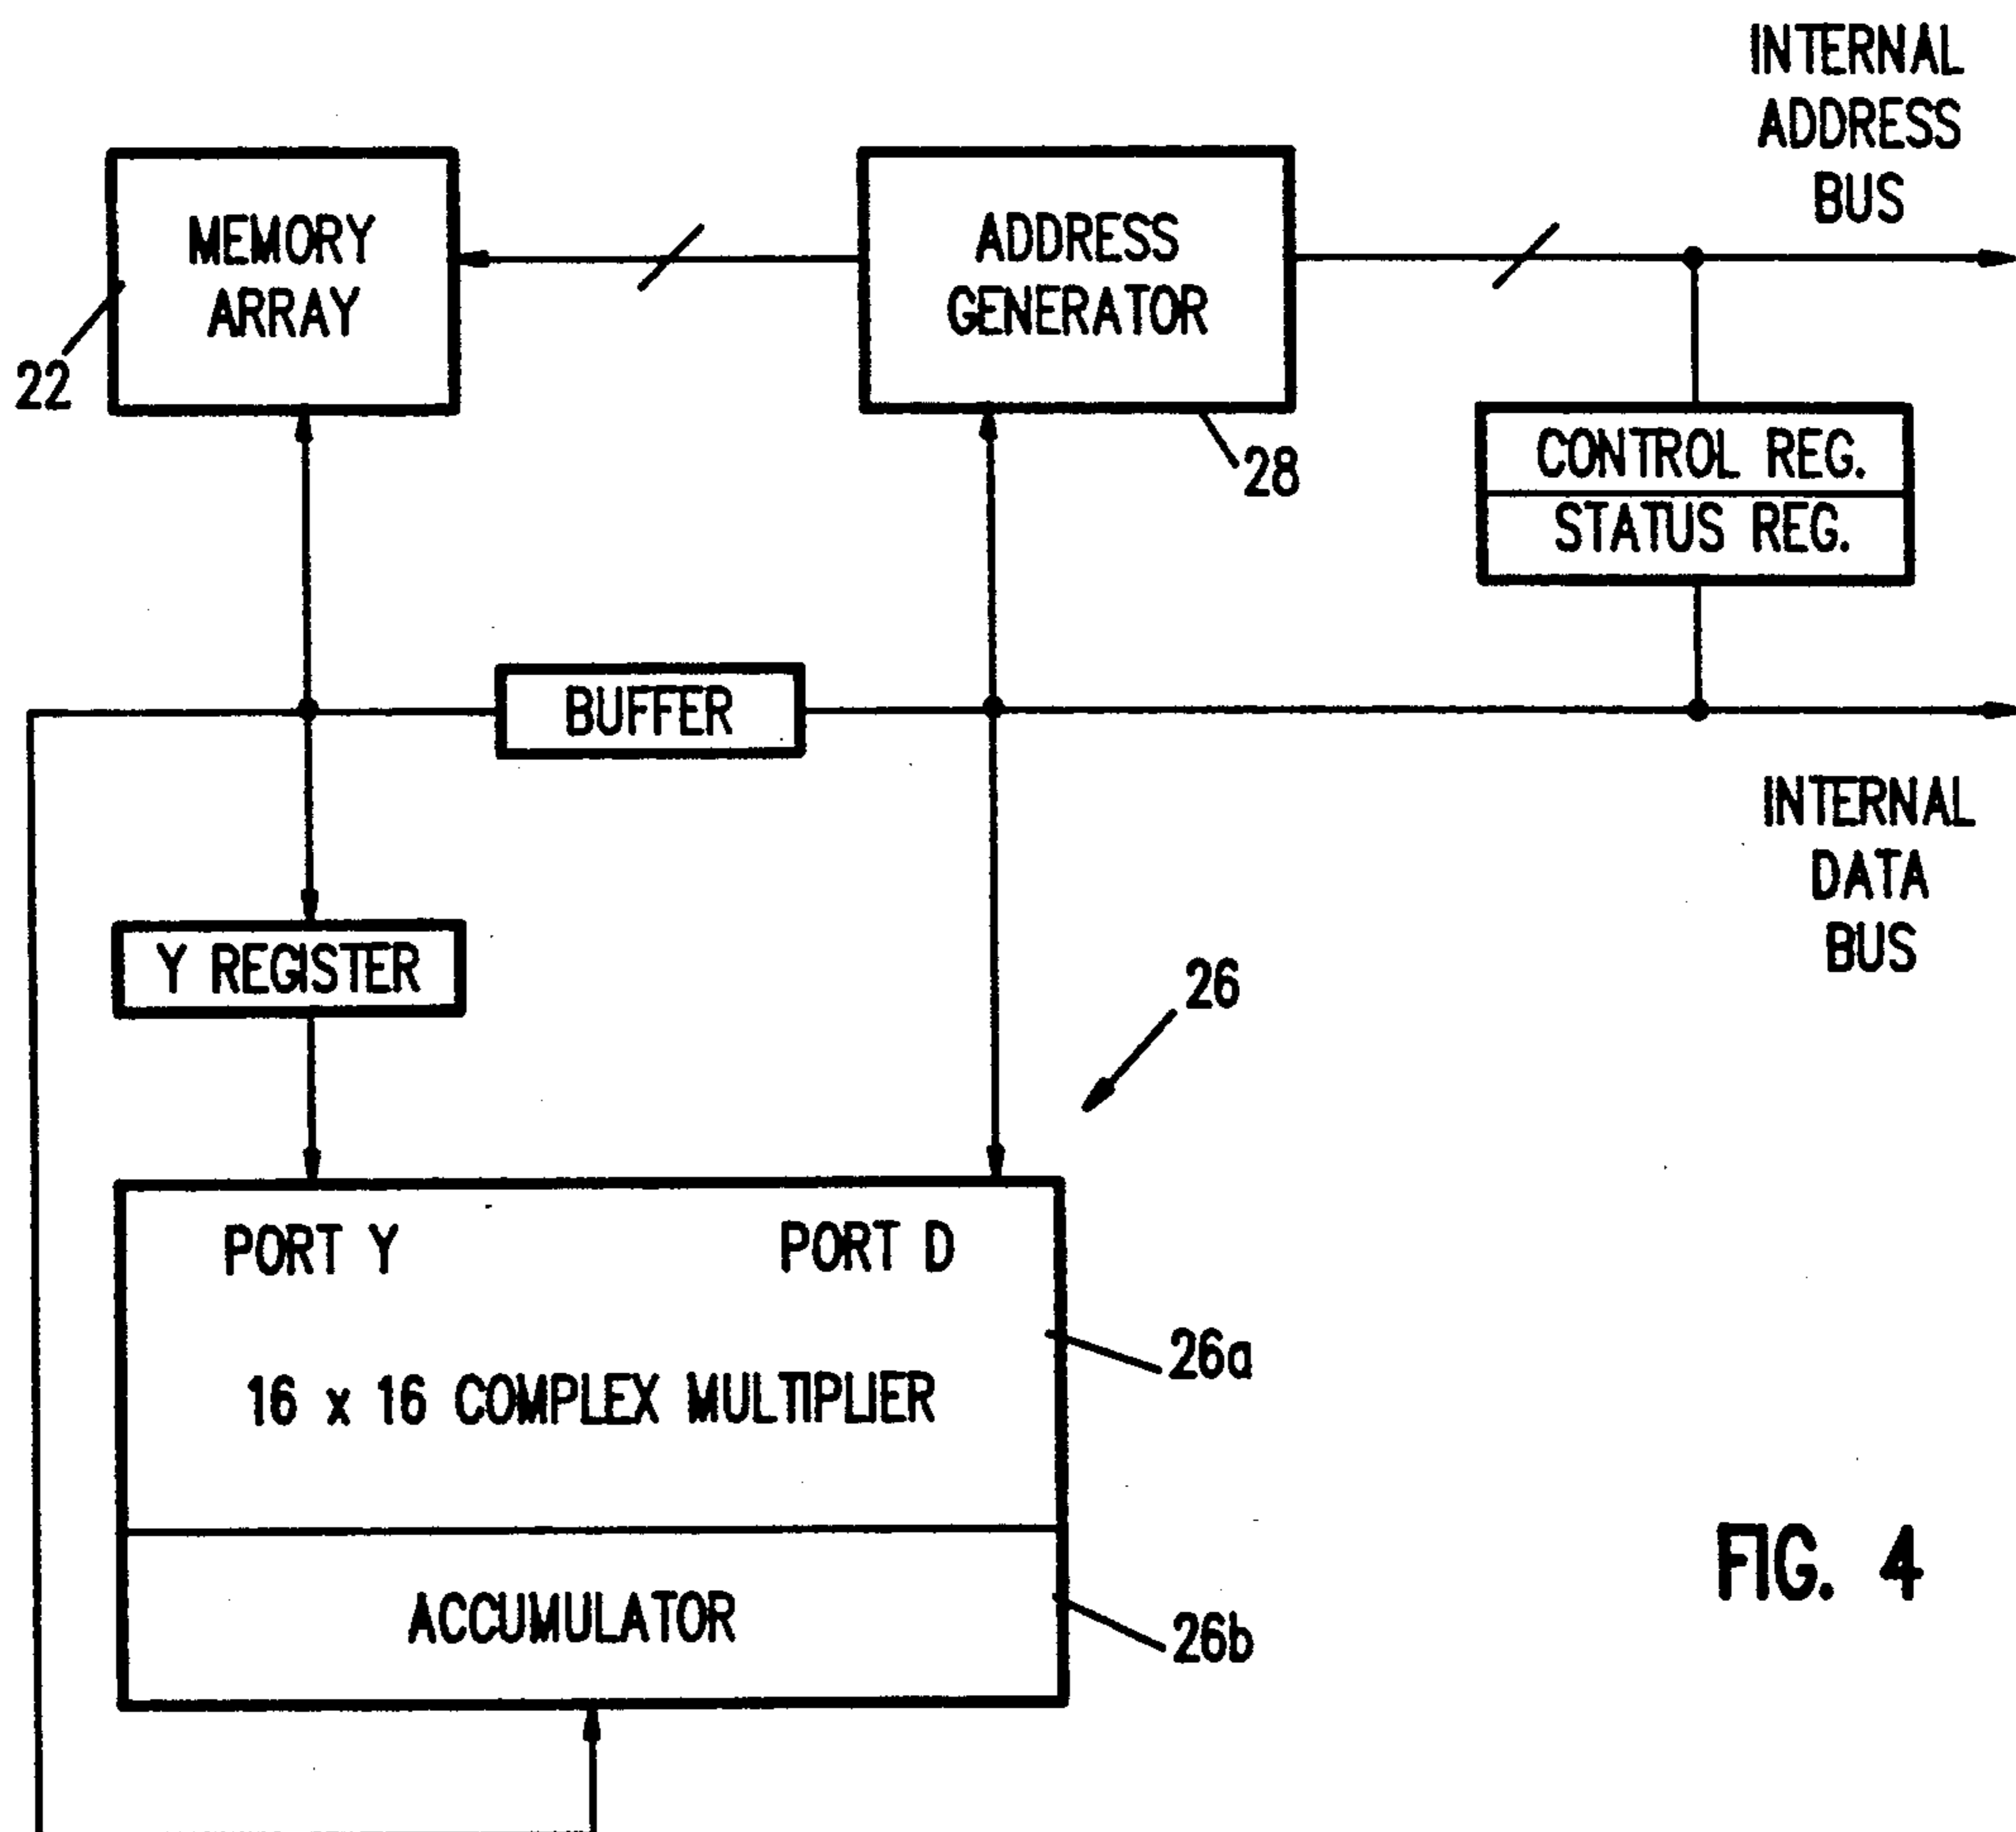 INTERNAL
ADDRESS
BUS
MEMORY
ARRAY
ADDRESS
GENERATOR
22
28
CONTROL REG.
STATUS REG.
BUFFER
INTERNAL
DATA
BUS
Y REGISTER
26
PORT Y
PORT D
26a
16 x 16 COMPLEX MULTIPLIER
ACCUMULATOR
26b
FIG. 4